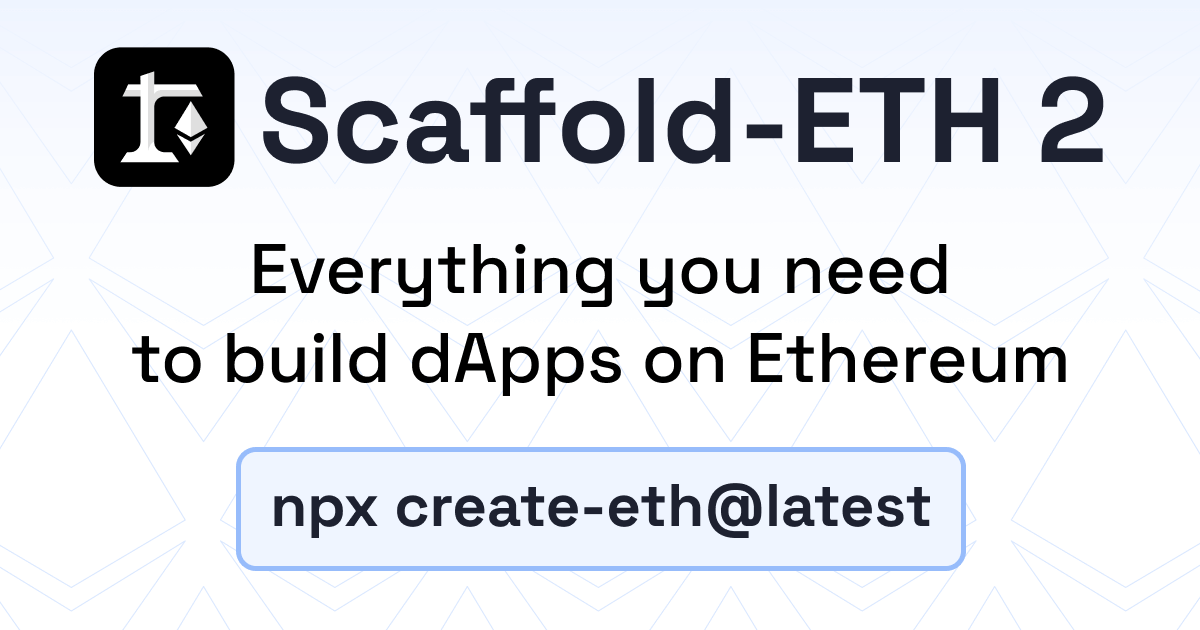 Scaffold-ETH 2
Everything you need
to build dApps on Ethereum
npx create-eth@latest